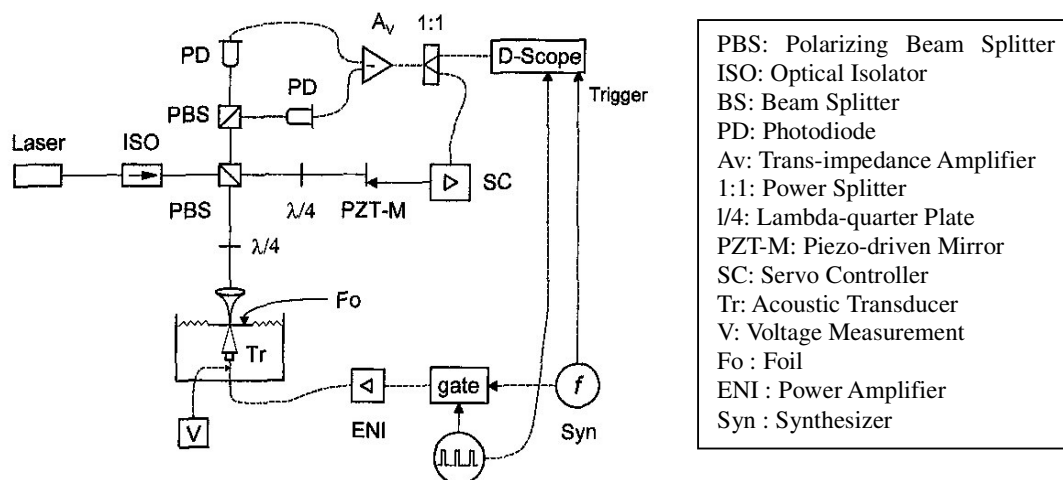 A_V 1:1
PD
D-Scope
PD
Trigger
PBS
Laser
ISO
SC
PBS
λ/4
PZT-M
λ/4
Fo
Tr
gate
f
V
ENI
Syn
PBS: Polarizing Beam Splitter
ISO: Optical Isolator
BS: Beam Splitter
PD: Photodiode
Av: Trans-impedance Amplifier
1:1: Power Splitter
l/4: Lambda-quarter Plate
PZT-M: Piezo-driven Mirror
SC: Servo Controller
Tr: Acoustic Transducer
V: Voltage Measurement
Fo : Foil
ENI : Power Amplifier
Syn : Synthesizer